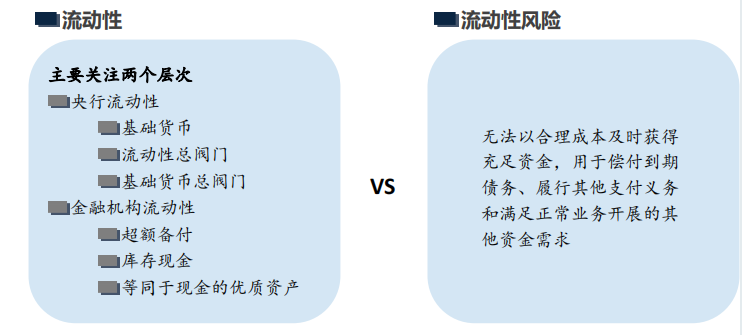 流动性
主要关注两个层次
央行流动性
基础货币
流动性总阀门
基础货币总阀门
金融机构流动性
超额备付
库存现金
等同于现金的优质资产
VS
流动性风险
无法以合理成本及时获得
充足资金，用于偿付到期
债务、履行其他支付义务
和满足正常业务开展的其
他资金需求